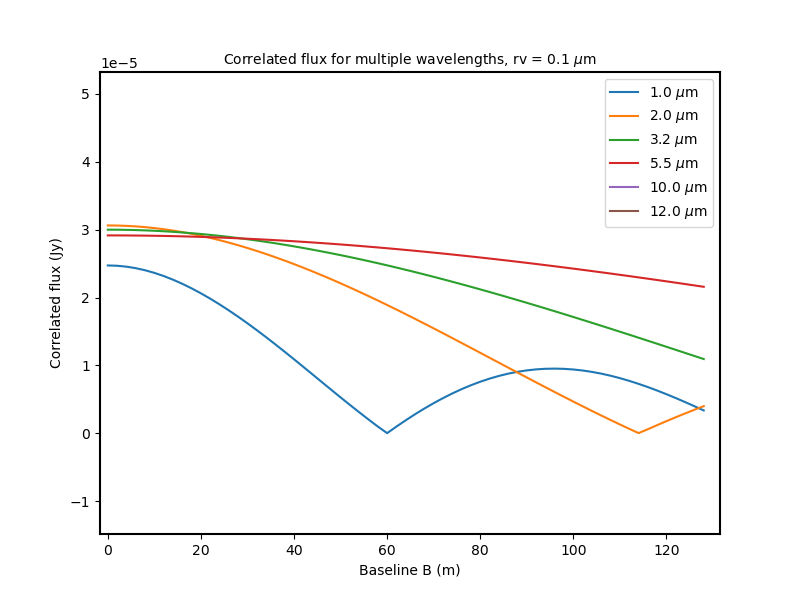 Correlated flux for multiple wavelengths, rv = 0.1 μm
1e−5
5
4
3
2
1
0
−1
Correlated flux (Jy)
1.0 μm
2.0 μm
3.2 μm
5.5 μm
10.0 μm
12.0 μm
0 20 40 60 80 100 120
Baseline B (m)